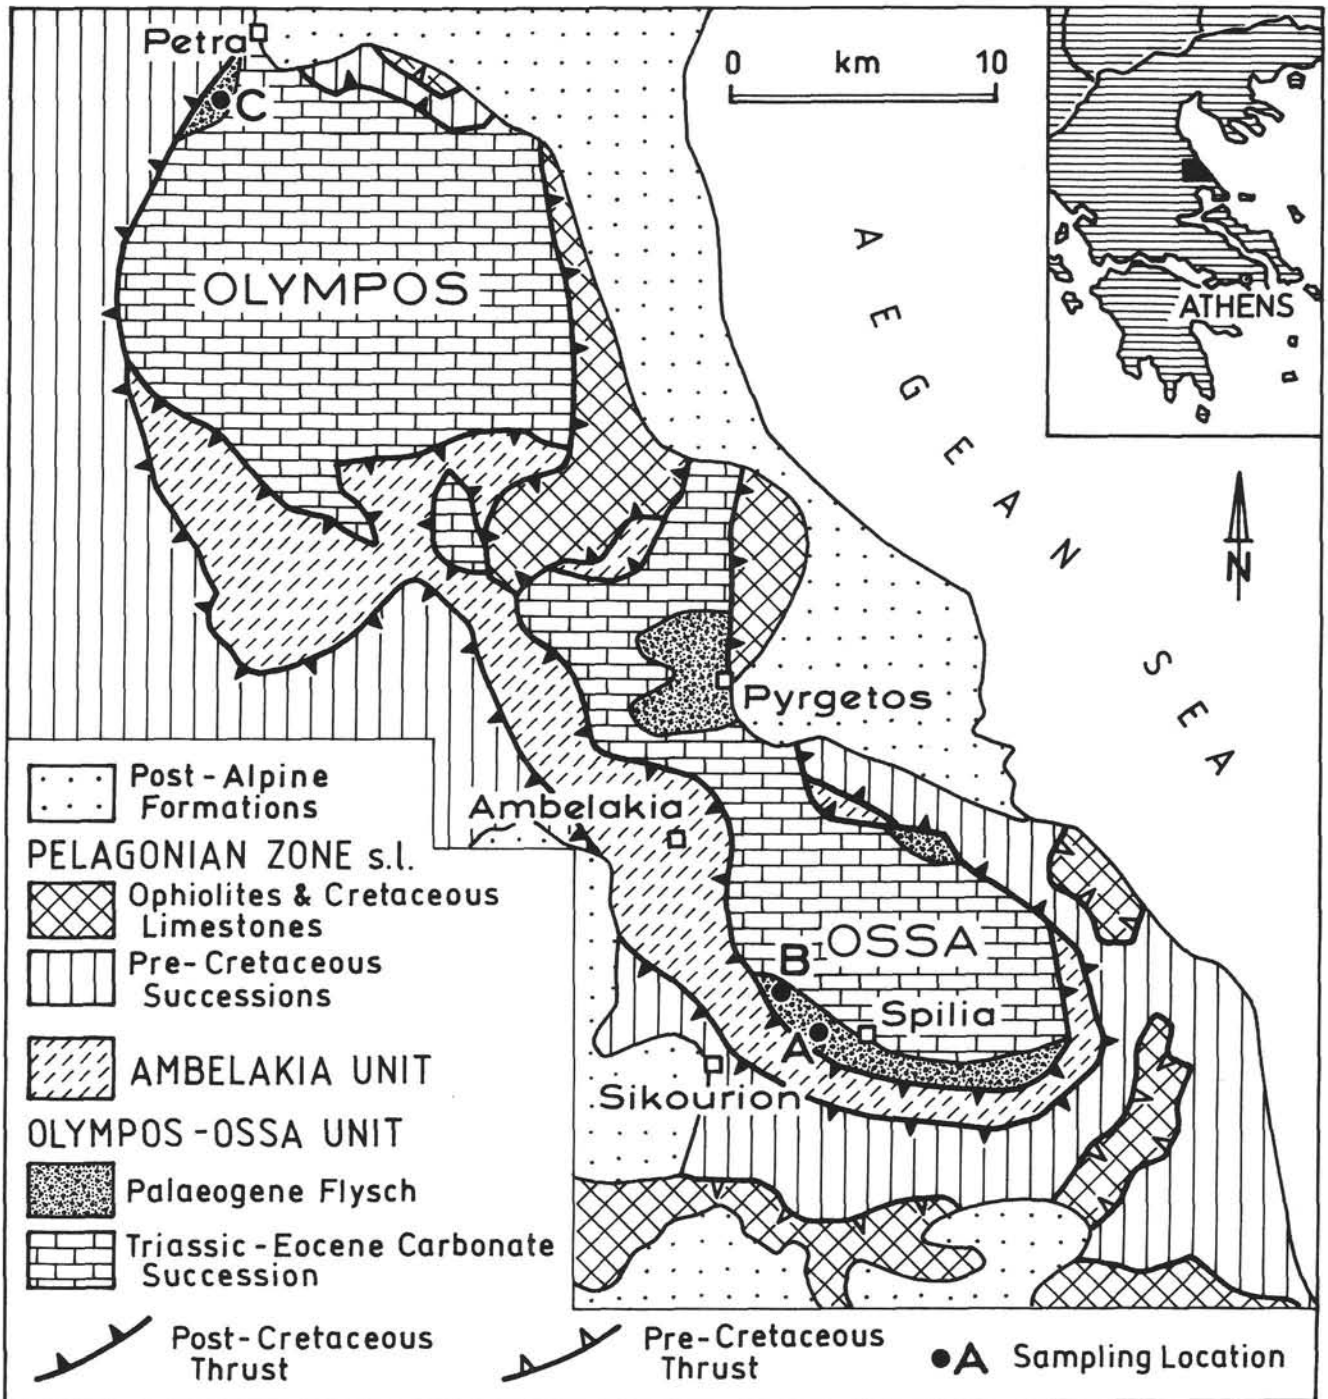 Petra
C
0 km 10
ATHENS
OLYMPOS
AEGEAN SEA
N
Pyrgetos
Ambelakia
OSSA
B
Spilia
A
Sikourion
Post-Alpine
Formations
PELAGONIAN ZONE s.l.
Ophiolites & Cretaceous
Limestones
Pre-Cretaceous
Successions
AMBELAKIA UNIT
OLYMPOS-OSSA UNIT
Palaeogene Flysch
Triassic-Eocene Carbonate
Succession
Post-Cretaceous
Thrust
Pre-Cretaceous
Thrust
A Sampling Location